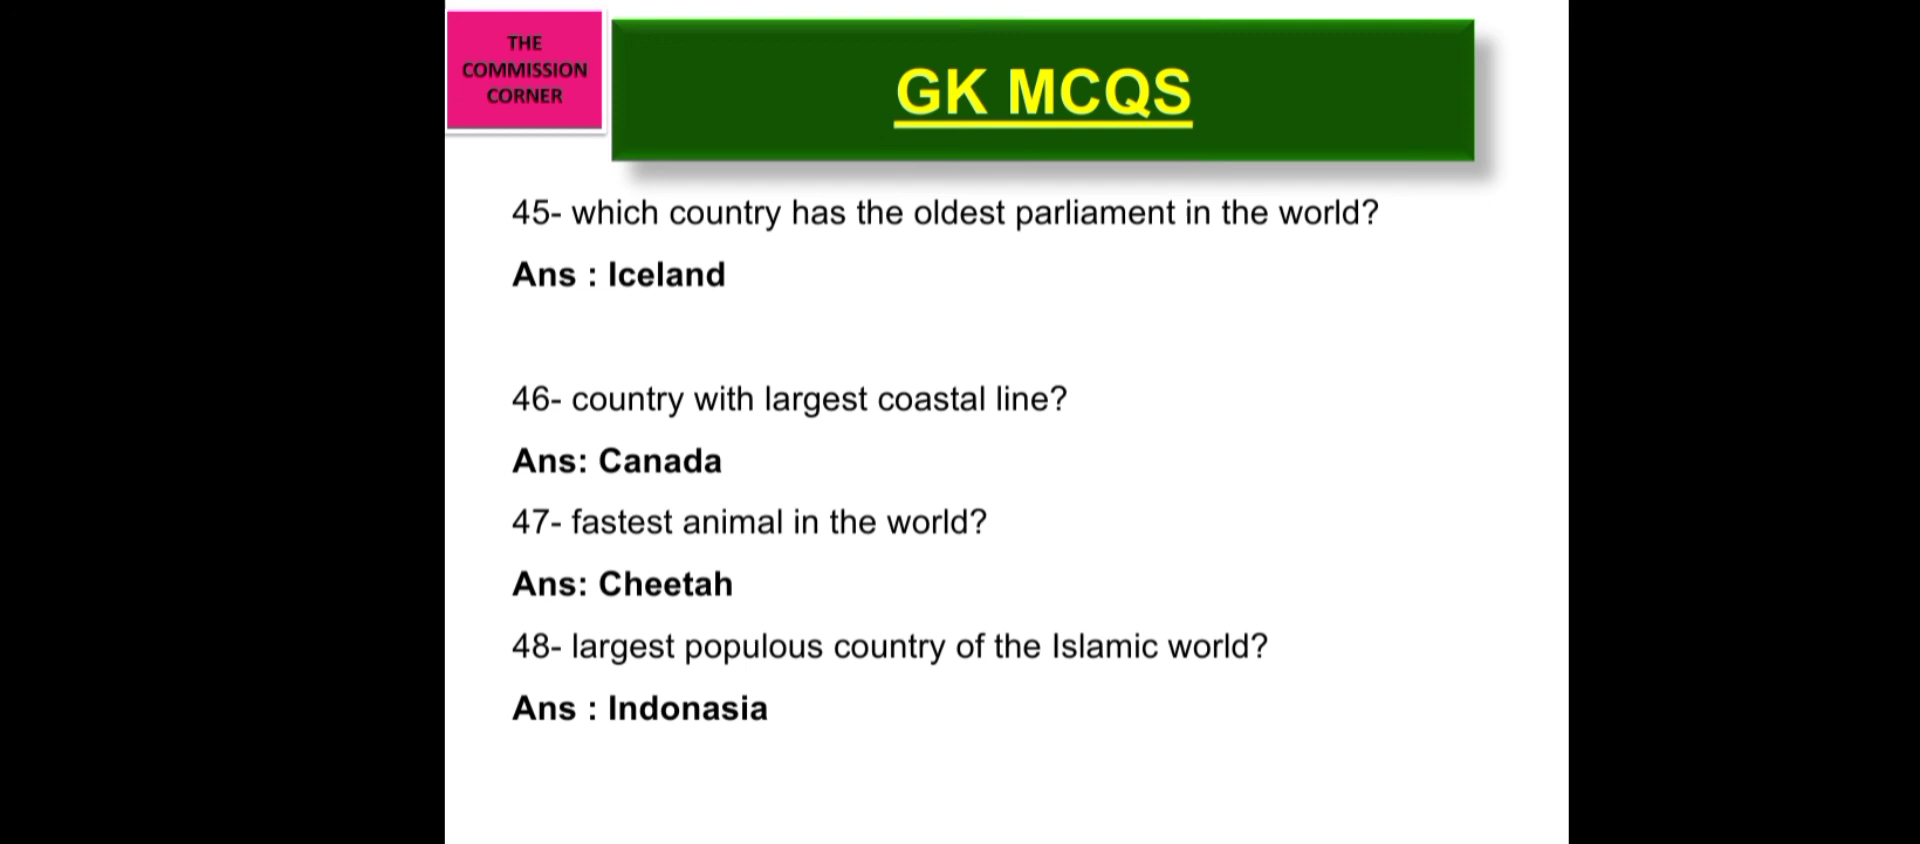 THE
COMMISSION
CORNER
GK MCQS
45- which country has the oldest parliament in the world?
Ans : Iceland
46- country with largest coastal line?
Ans: Canada
47- fastest animal in the world?
Ans: Cheetah
48- largest populous country of the Islamic world?
Ans : Indonasia